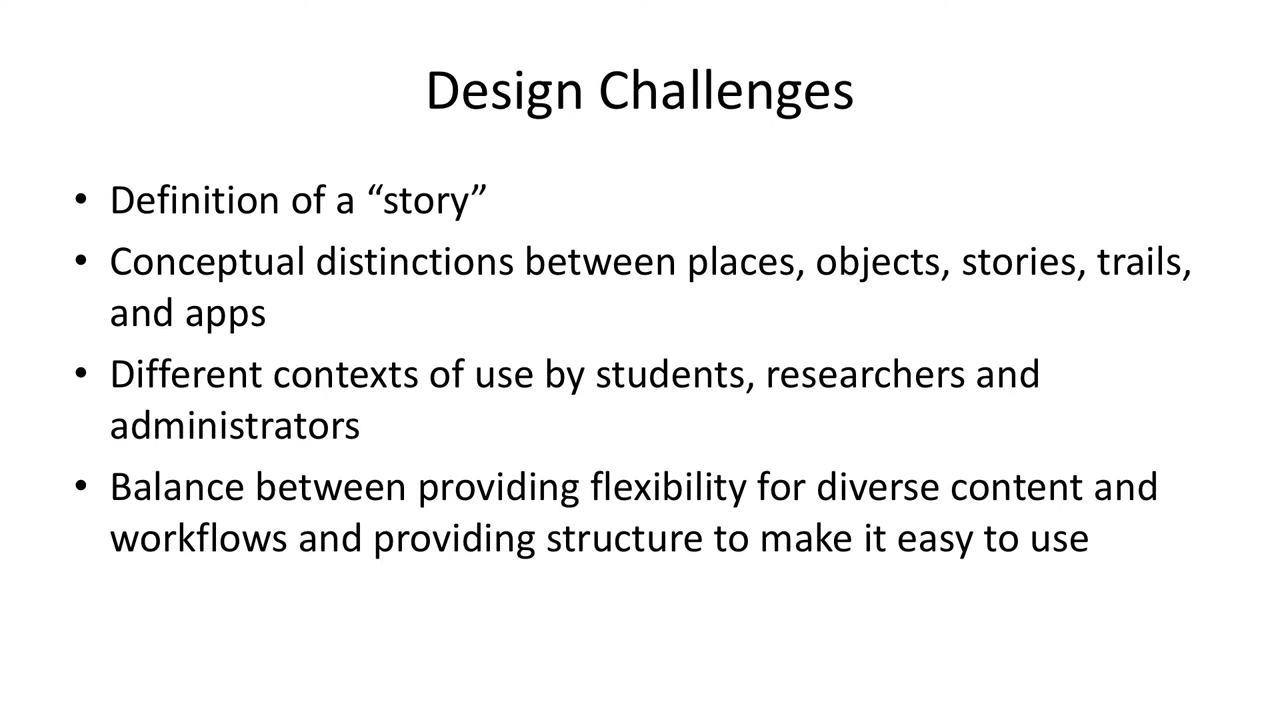 Design Challenges
• Definition of a “story”
• Conceptual distinctions between places, objects, stories, trails,
and apps
• Different contexts of use by students, researchers and
administrators
• Balance between providing flexibility for diverse content and
workflows and providing structure to make it easy to use